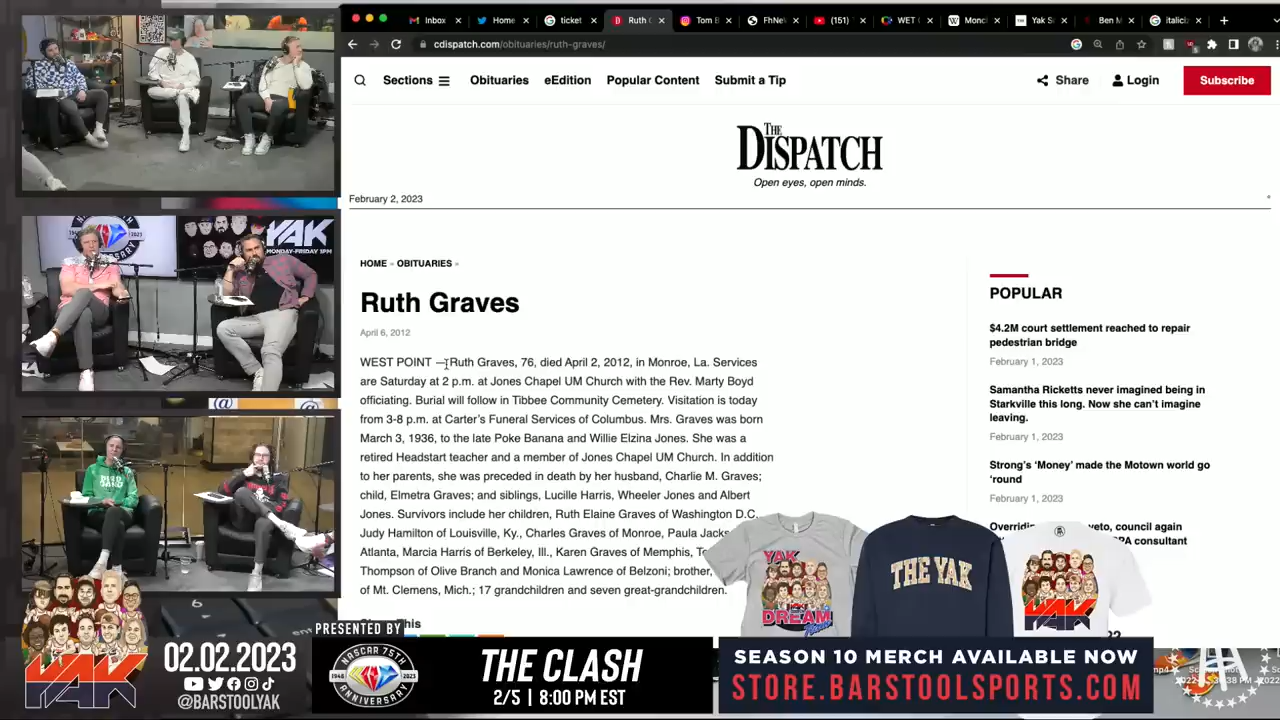 Inbox
Home
ticket
Ruth
Tom B
FhNe
(151)
WET
Monc
Yak S
Ben M
italiciz
cdispatch.com/obituaries/ruth-graves/
Sections
Obituaries
eEdition
Popular Content
Submit a Tip
Share
Login
Subscribe
THE
DISPATCH
Open eyes, open minds.
February 2, 2023
HOME » OBITUARIES »
Ruth Graves
April 6, 2012
WEST POINT — Ruth Graves, 76, died April 2, 2012, in Monroe, La. Services
are Saturday at 2 p.m. at Jones Chapel UM Church with the Rev. Marty Boyd
officiating. Burial will follow in Tibbee Community Cemetery. Visitation is today
from 3-8 p.m. at Carter's Funeral Services of Columbus. Mrs. Graves was born
March 3, 1936, to the late Poke Banana and Willie Elzina Jones. She was a
retired Headstart teacher and a member of Jones Chapel UM Church. In addition
to her parents, she was preceded in death by her husband, Charlie M. Graves;
child, Elmetra Graves; and siblings, Lucille Harris, Wheeler Jones and Albert
Jones. Survivors include her children, Ruth Elaine Graves of Washington D.C.
Judy Hamilton of Louisville, Ky., Charles Graves of Monroe, Paula Jacks
Atlanta, Marcia Harris of Berkeley, Ill., Karen Graves of Memphis, To
Thompson of Olive Branch and Monica Lawrence of Belzoni; brother,
of Mt. Clemens, Mich.; 17 grandchildren and seven great-grandchildren.
This
POPULAR
$4.2M court settlement reached to repair
pedestrian bridge
February 1, 2023
Samantha Ricketts never imagined being in
Starkville this long. Now she can't imagine
leaving.
February 1, 2023
Strong's 'Money' made the Motown world go
'round
February 1, 2023
Overridin veto, council again
PA consultant
YAK
MONDAY-FRIDAY 1PM
YAK
DREAM
THE YAK
YAK
YAK
02.02.2023
@BARSTOOLYAK
PRESENTED BY
NASCAR 75TH
1948 2023
ANNIVERSARY
THE CLASH
2/5 | 8:00 PM EST
SEASON 10 MERCH AVAILABLE NOW
STORE.BARSTOOLSPORTS.COM